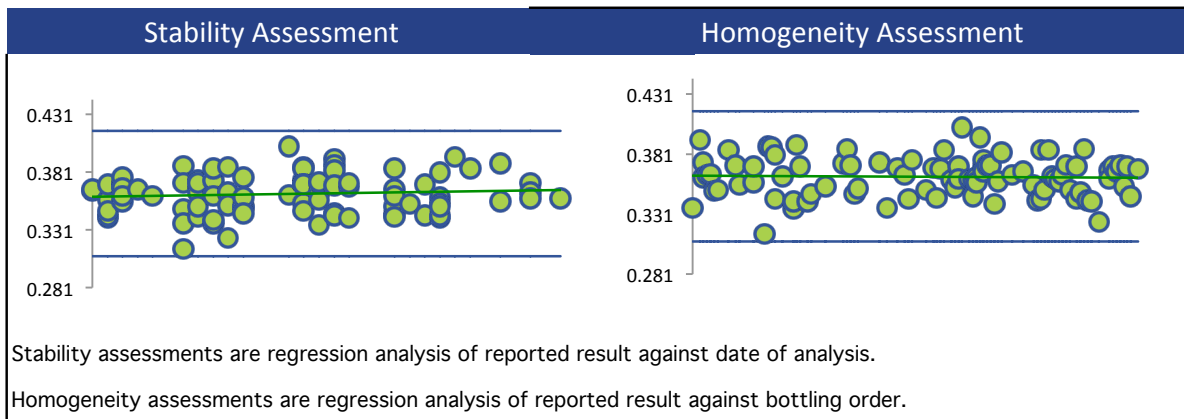 Stability Assessment
Homogeneity Assessment
0.431
0.381
0.331
0.281
0.431
0.381
0.331
0.281
Stability assessments are regression analysis of reported result against date of analysis.
Homogeneity assessments are regression analysis of reported result against bottling order.